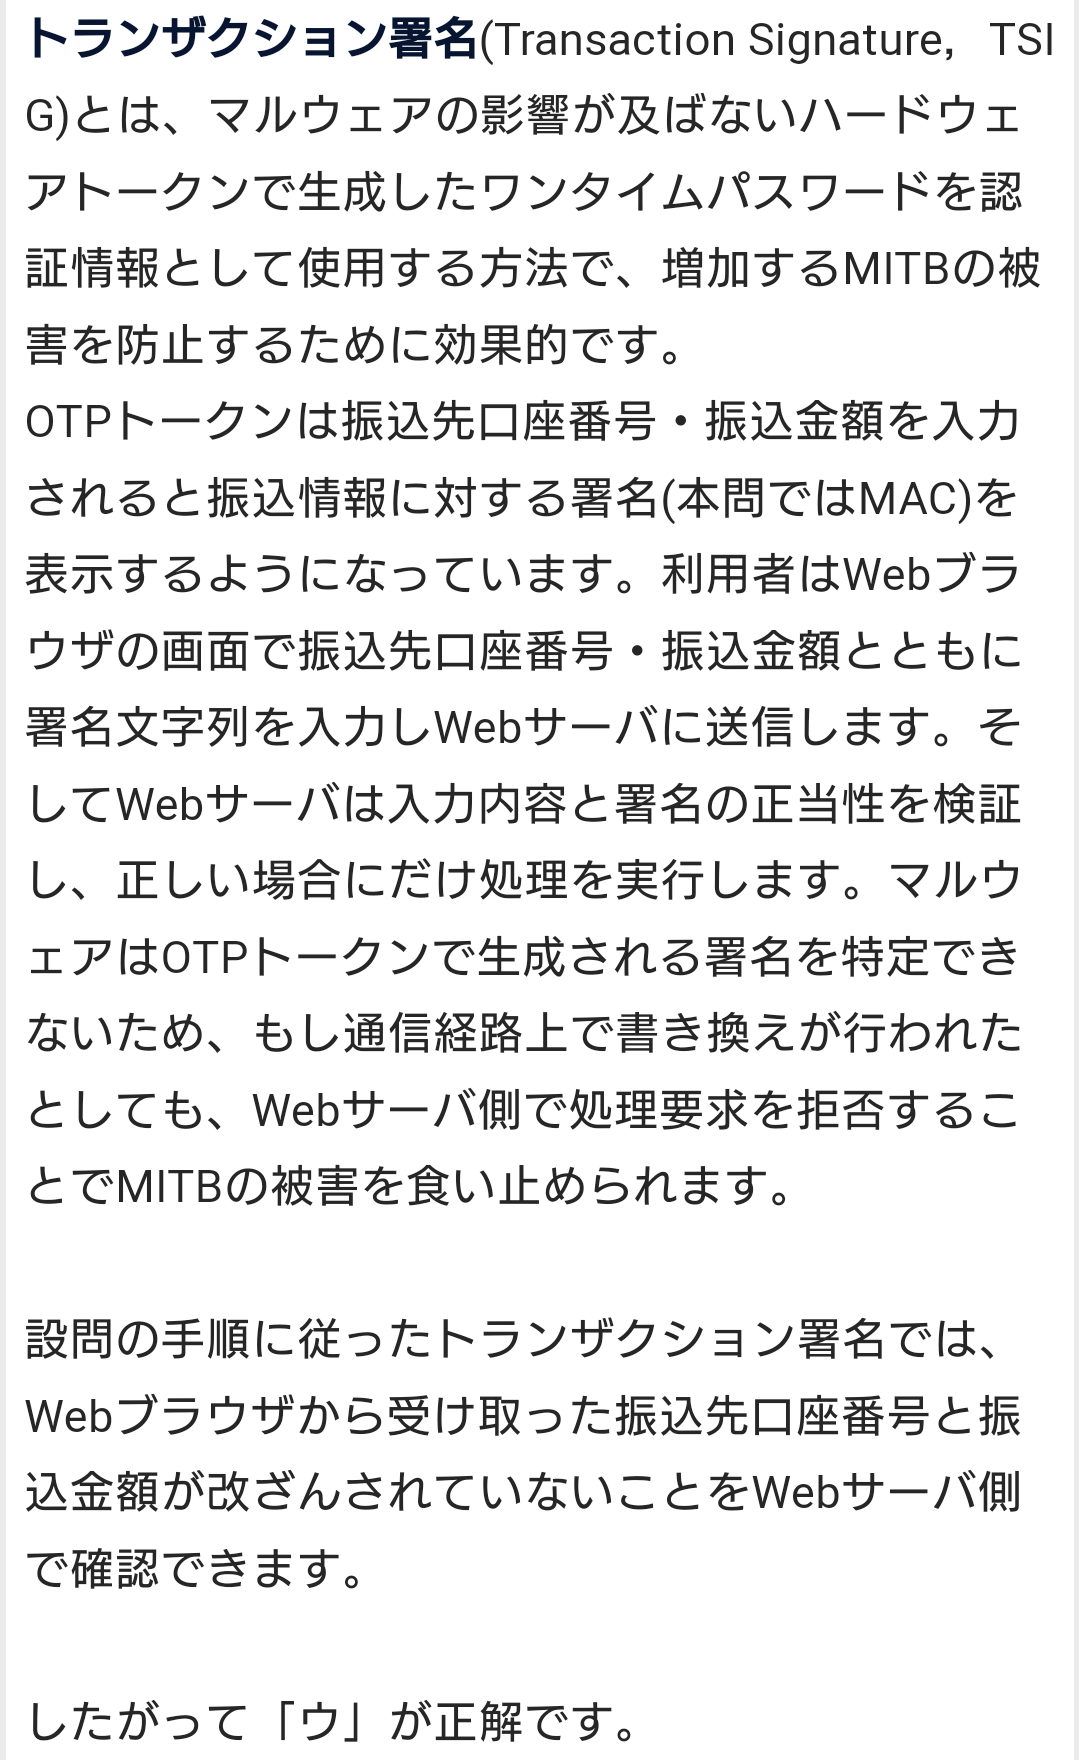 トランザクション署名(Transaction Signature, TSI
G)とは、マルウェアの影響が及ばないハードウェ
アトークンで生成したワンタイムパスワードを認
証情報として使用する方法で、増加するMITBの被
害を防止するために効果的です。
OTPトークンは振込先口座番号・振込金額を入力
されると振込情報に対する署名(本問ではMAC)を
表示するようになっています。利用者はWebブラ
ウザの画面で振込先口座番号・振込金額とともに
署名文字列を入力しWebサーバに送信します。そ
してWebサーバは入力内容と署名の正当性を検証
し、正しい場合にだけ処理を実行します。マルウ
ェアはOTPトークンで生成される署名を特定でき
ないため、もし通信経路上で書き換えが行われた
としても、Webサーバ側で処理要求を拒否するこ
とでMITBの被害を食い止められます。
設問の手順に従ったトランザクション署名では、
Webブラウザから受け取った振込先口座番号と振
込金額が改ざんされていないことをWebサーバ側
で確認できます。
したがって「ウ」が正解です。